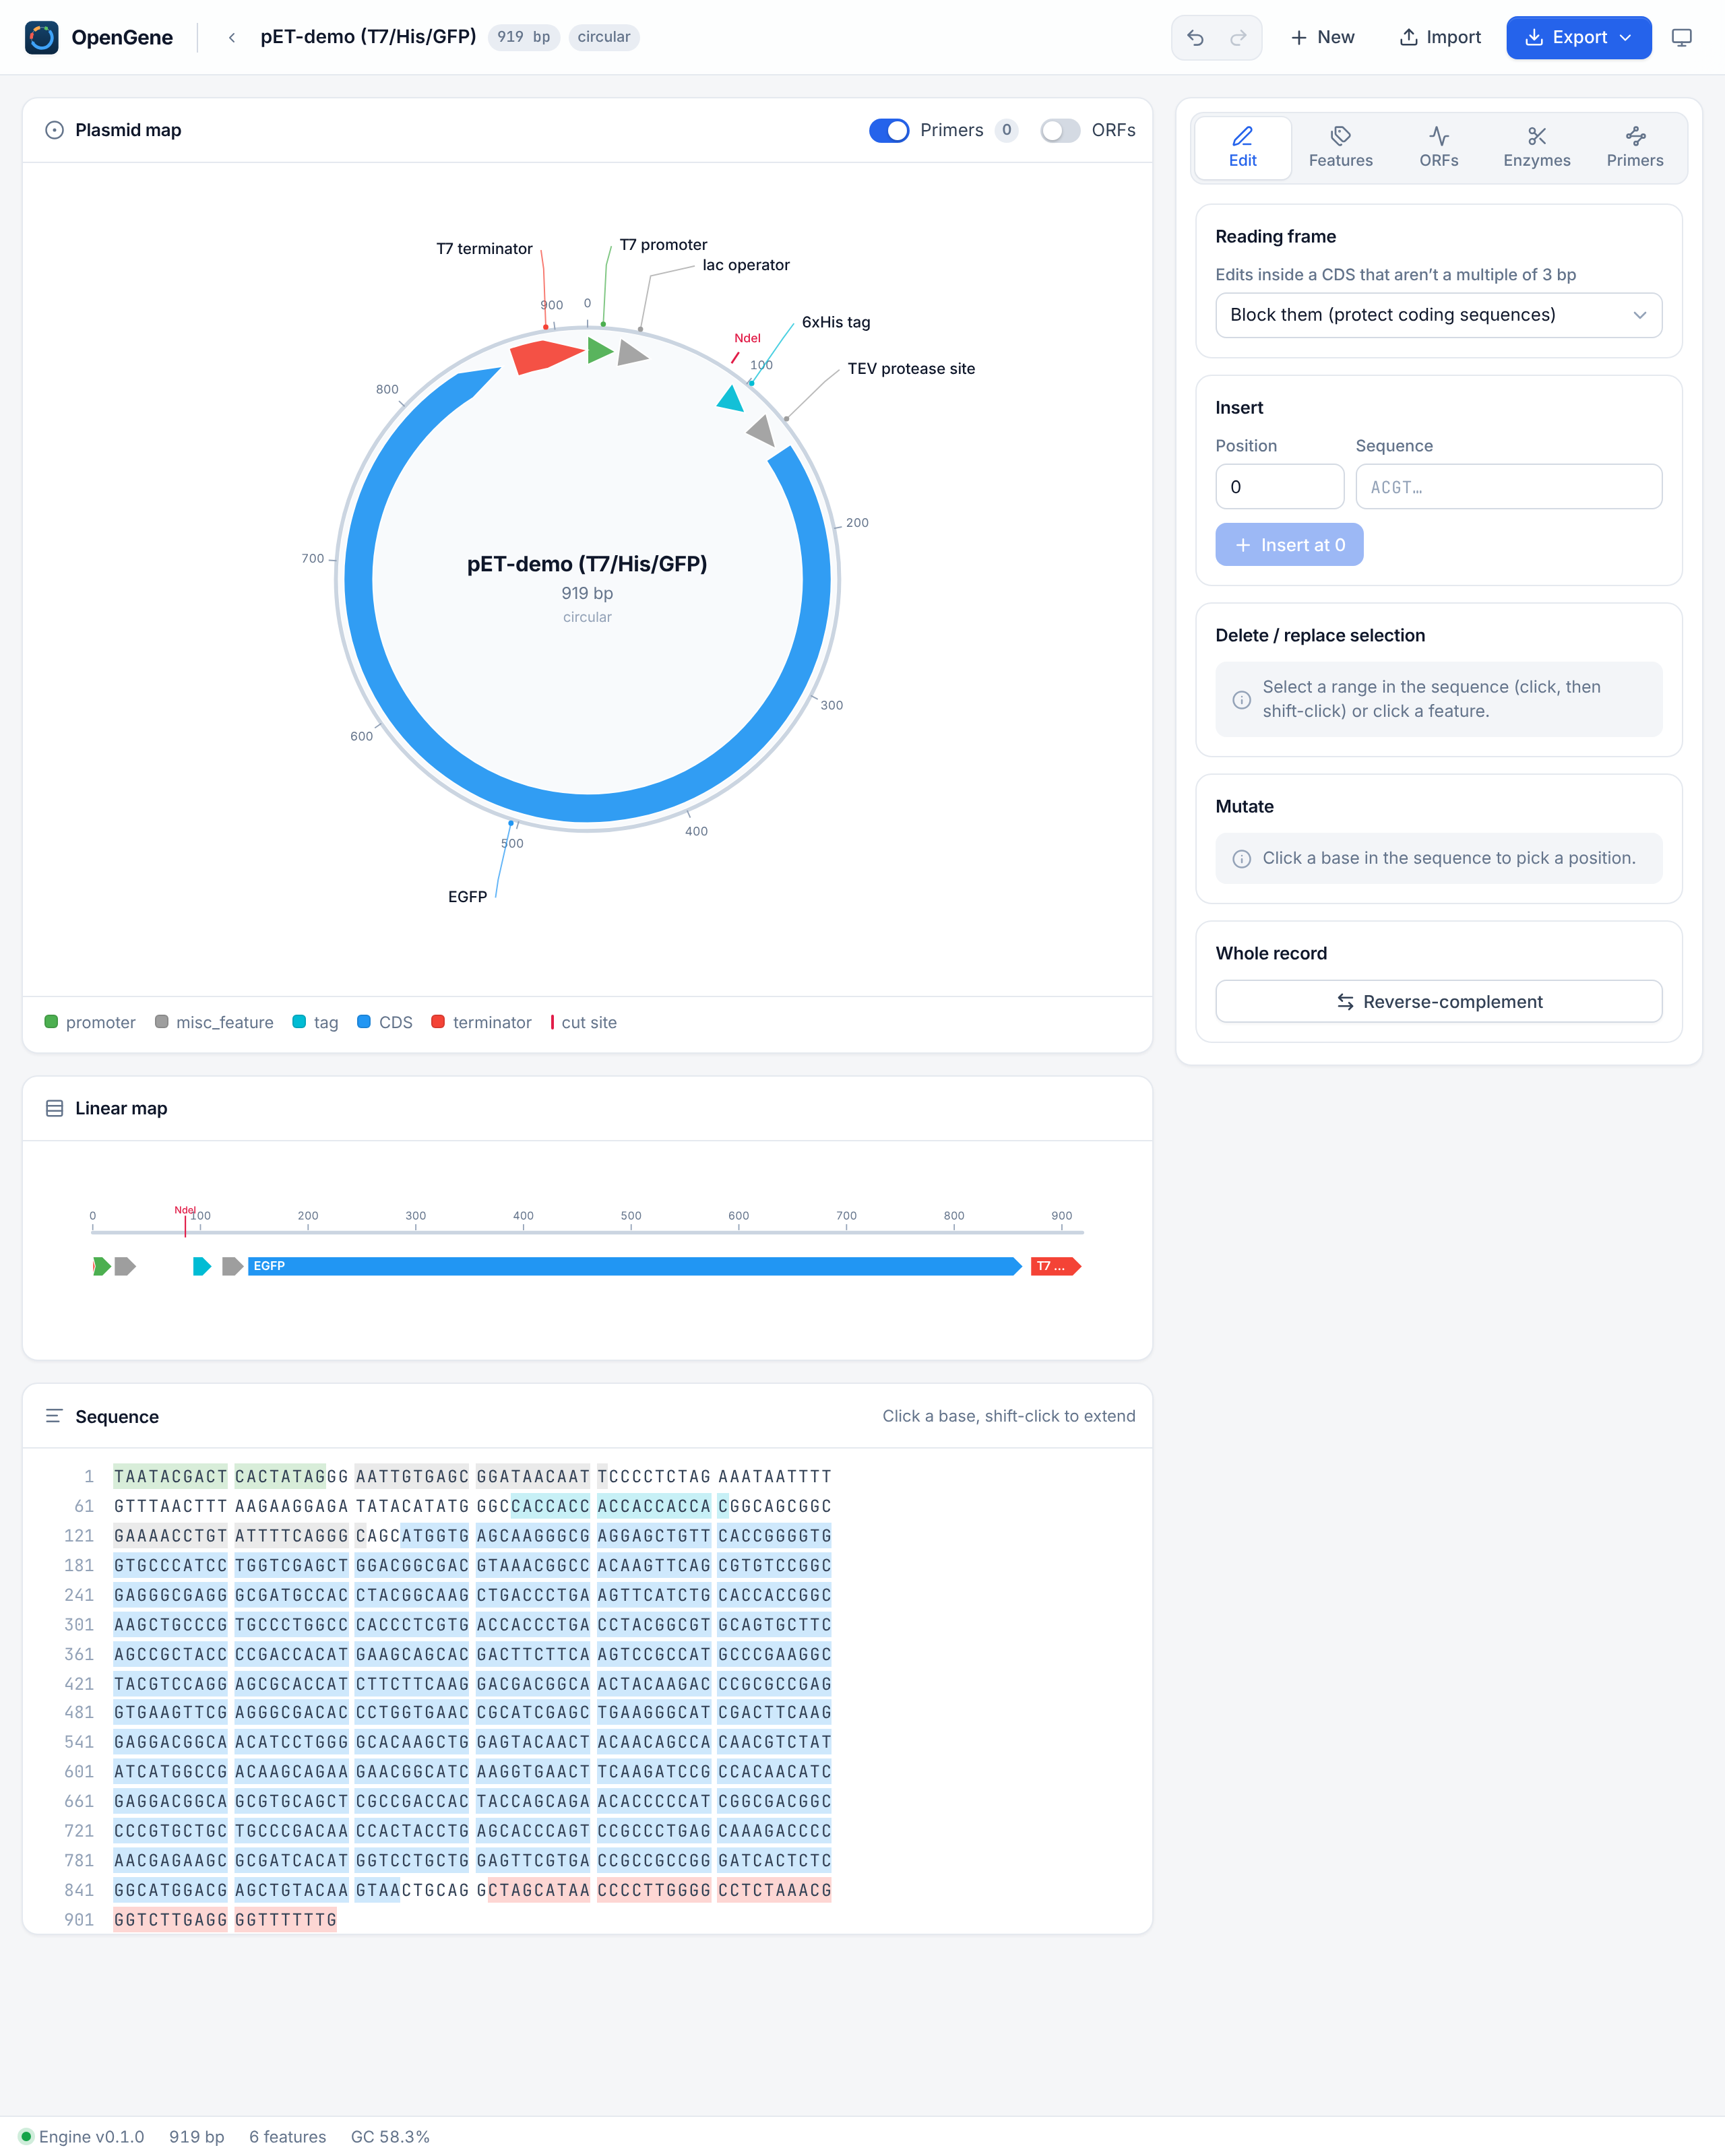 OpenGene
pET-demo (T7/His/GFP) 919 bp circular
New Import Export
Plasmid map
Primers 0 ORFs
T7 terminator
T7 promoter
lac operator
900 0
6xHis tag
NdeI
100
TEV protease site
800
200
700
pET-demo (T7/His/GFP)
919 bp
circular
300
600
400
500
EGFP
promoter misc_feature tag CDS terminator cut site
Linear map
NdeI
0 100 200 300 400 500 600 700 800 900
EGFP T7 ...
Sequence
Click a base, shift-click to extend
1 TAATACGACT CACTATAGGG AATTGTGAGC GGATAACAAT TCCCCTCTAG AAATAATTTT
61 GTTTAACTTT AAGAAGGAGA TATACATATG GGCCACCACC ACCACCACCA CGGCAGCGGC
121 GAAAACCTGT ATTTTCAGGG CAGCATGGTG AGCAAGGGCG AGGAGCTGTT CACCGGGGTG
181 GTGCCCATCC TGGTCGAGCT GGACGGCGAC GTAAACGGCC ACAAGTTCAG CGTGTCCGGC
241 GAGGGCGAGG GCGATGCCAC CTACGGCAAG CTGACCCTGA AGTTCATCTG CACCACCGGC
301 AAGCTGCCCG TGCCCTGGCC CACCCTCGTG ACCACCCTGA CCTACGGCGT GCAGTGCTTC
361 AGCCGCTACC CCGACCACAT GAAGCAGCAC GACTTCTTCA AGTCCGCCAT GCCCGAAGGC
421 TACGTCCAGG AGCGCACCAT CTTCTTCAAG GACGACGGCA ACTACAAGAC CCGCGCCGAG
481 GTGAAGTTCG AGGGCGACAC CCTGGTGAAC CGCATCGAGC TGAAGGGCAT CGACTTCAAG
541 GAGGACGGCA ACATCCTGGG GCACAAGCTG GAGTACAACT ACAACAGCCA CAACGTCTAT
601 ATCATGGCCG ACAAGCAGAA GAACGGCATC AAGGTGAACT TCAAGATCCG CCACAACATC
661 GAGGACGGCA GCGTGCAGCT CGCCGACCAC TACCAGCAGA ACACCCCCAT CGGCGACGGC
721 CCCGTGCTGC TGCCCGACAA CCACTACCTG AGCACCCAGT CCGCCCTGAG CAAAGACCCC
781 AACGAGAAGC GCGATCACAT GGTCCTGCTG GAGTTCGTGA CCGCCGCCGG GATCACTCTC
841 GGCATGGACG AGCTGTACAA GTAACTGCAG GCTAGCATAA CCCCTTGGGG CCTCTAAACG
901 GGTCTTGAGG GGTTTTTTG
Edit Features ORFs Enzymes Primers
Reading frame
Edits inside a CDS that aren’t a multiple of 3 bp
Block them (protect coding sequences)
Insert
Position Sequence
0 ACGT…
Insert at 0
Delete / replace selection
Select a range in the sequence (click, then
shift-click) or click a feature.
Mutate
Click a base in the sequence to pick a position.
Whole record
Reverse-complement
Engine v0.1.0 919 bp 6 features GC 58.3%